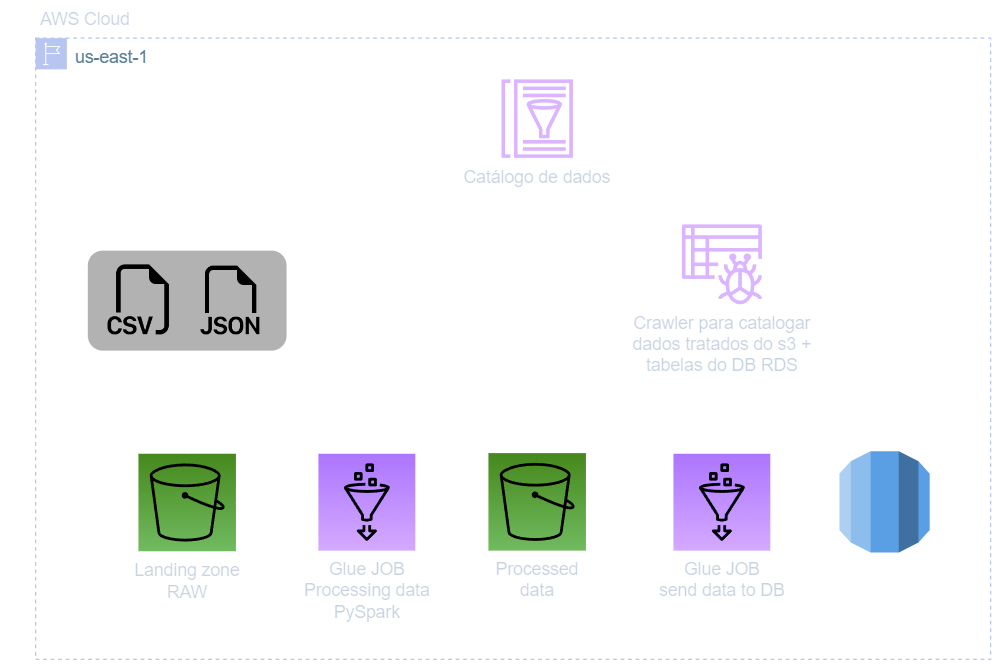 AWS Cloud
us-east-1
Catálogo de dados
CSV
JSON
Crawler para catalogar
dados tratados do s3 +
tabelas do DB RDS
Landing zone
RAW
Glue JOB
Processing data
PySpark
Processed
data
Glue JOB
send data to DB